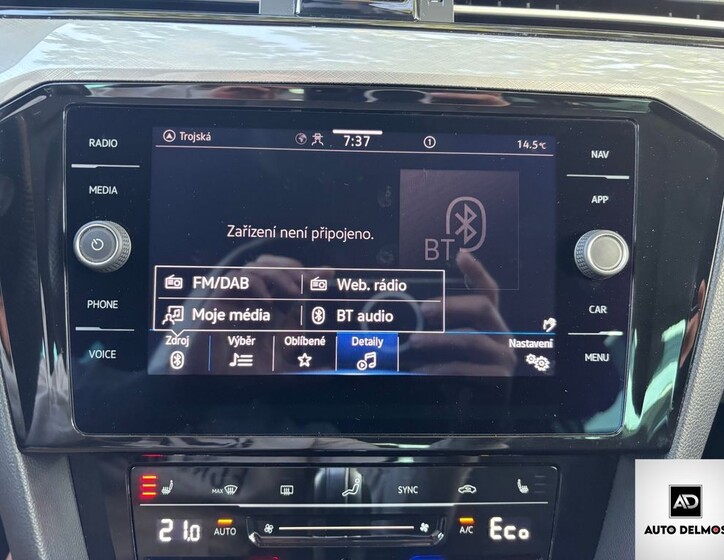 RADIO
MEDIA
PHONE
VOICE
NAV
APP
CAR
MENU
Trojská
7:37
1
14.5°C
Zařízení není připojeno.
BT
FM/DAB
Web. rádio
Moje média
BT audio
Zdroj
Výběr
Oblíbené
Detaily
Nastavení
MAX
SYNC
21.0
AUTO
A/C
Eco
AD
AUTO DELMOS